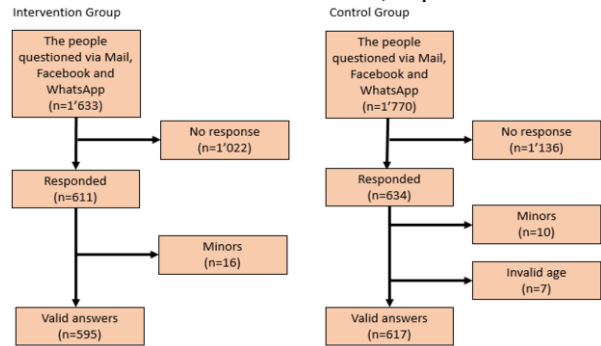 Intervention Group
The people
questioned via Mail,
Facebook and
WhatsApp
(n=1’633)
No response
(n=1’022)
Responded
(n=611)
Minors
(n=16)
Valid answers
(n=595)
Control Group
The people
questioned via Mail,
Facebook and
WhatsApp
(n=1’770)
No response
(n=1’136)
Responded
(n=634)
Minors
(n=10)
Invalid age
(n=7)
Valid answers
(n=617)